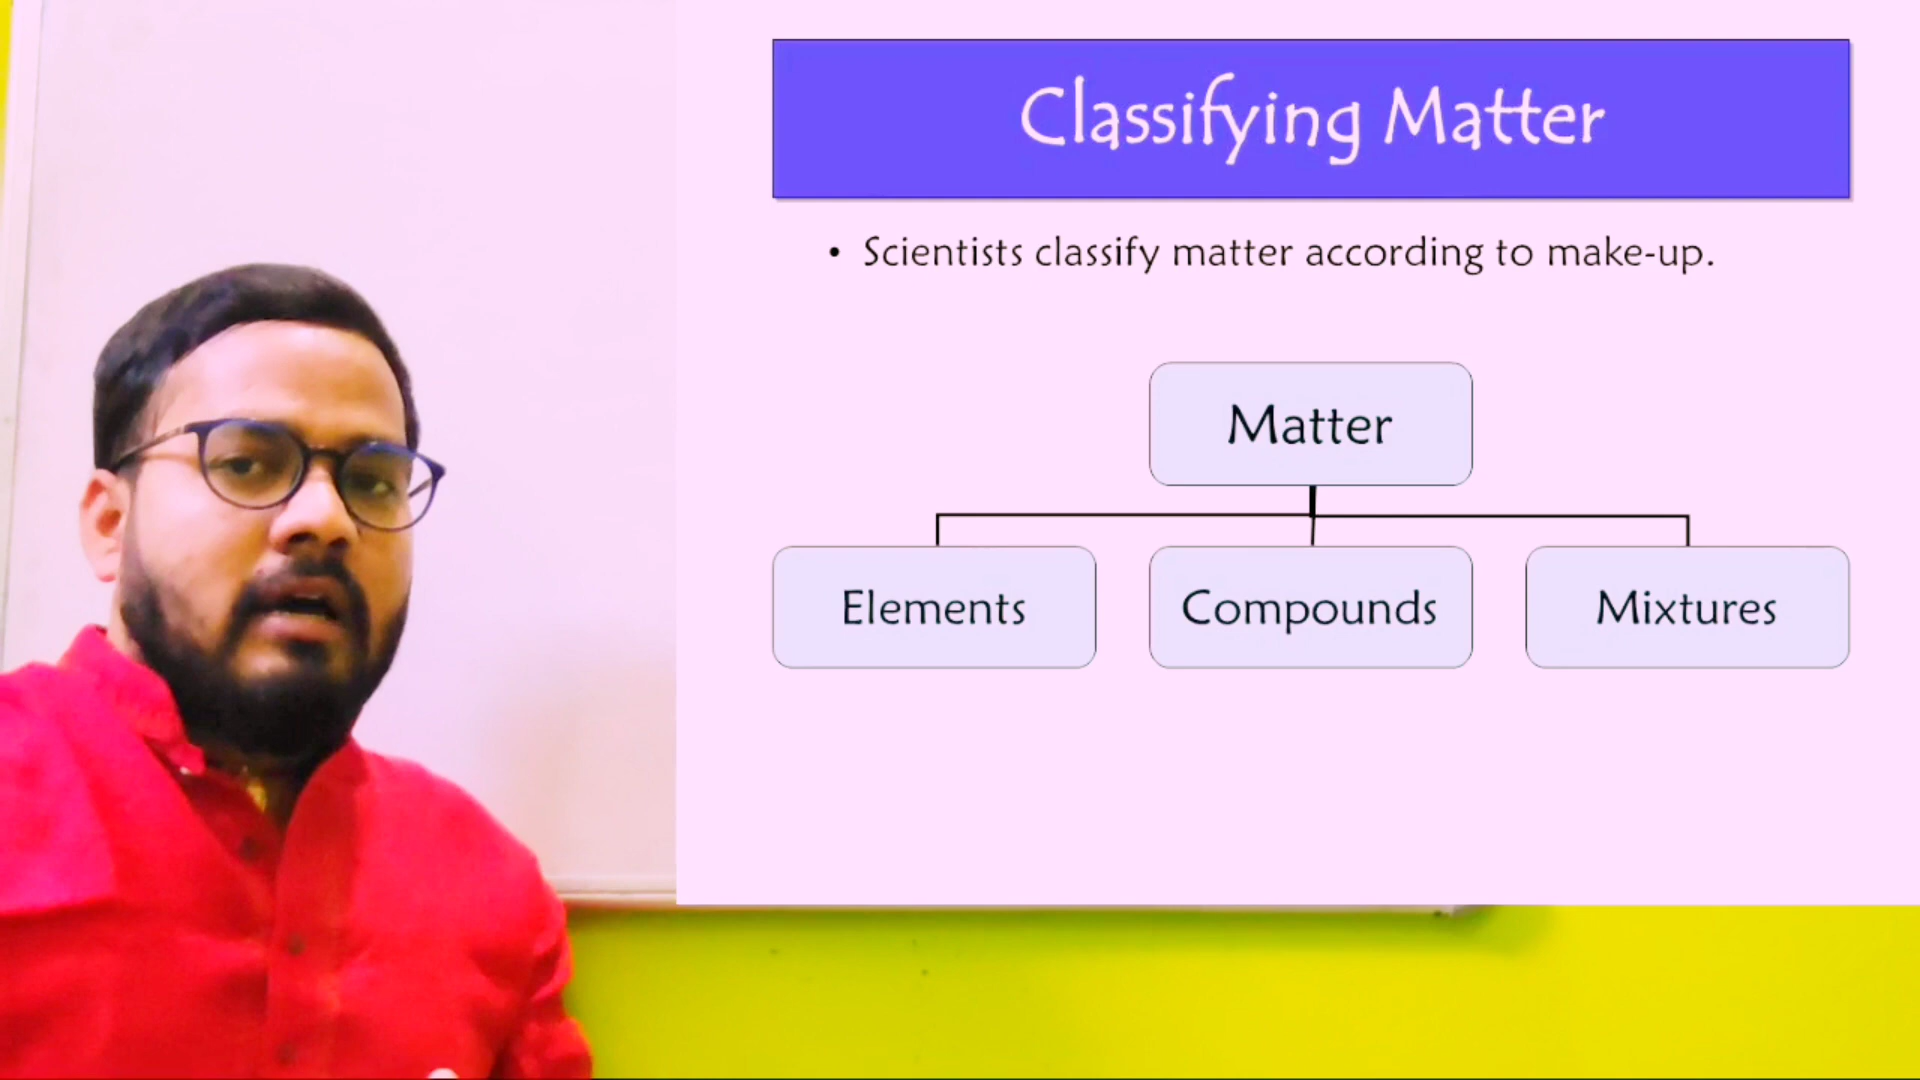 Classifying Matter
• Scientists classify matter according to make-up.
Matter
Elements
Compounds
Mixtures